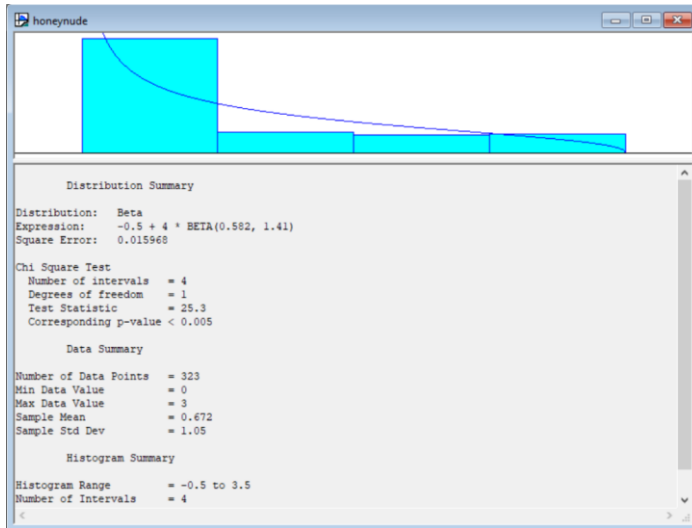 honeynude
Distribution Summary
Distribution: Beta
Expression: -0.5 + 4 * BETA(0.582, 1.41)
Square Error: 0.015968
Chi Square Test
Number of intervals = 4
Degrees of freedom = 1
Test Statistic = 25.3
Corresponding p-value < 0.005
Data Summary
Number of Data Points = 323
Min Data Value = 0
Max Data Value = 3
Sample Mean = 0.672
Sample Std Dev = 1.05
Histogram Summary
Histogram Range = -0.5 to 3.5
Number of Intervals = 4